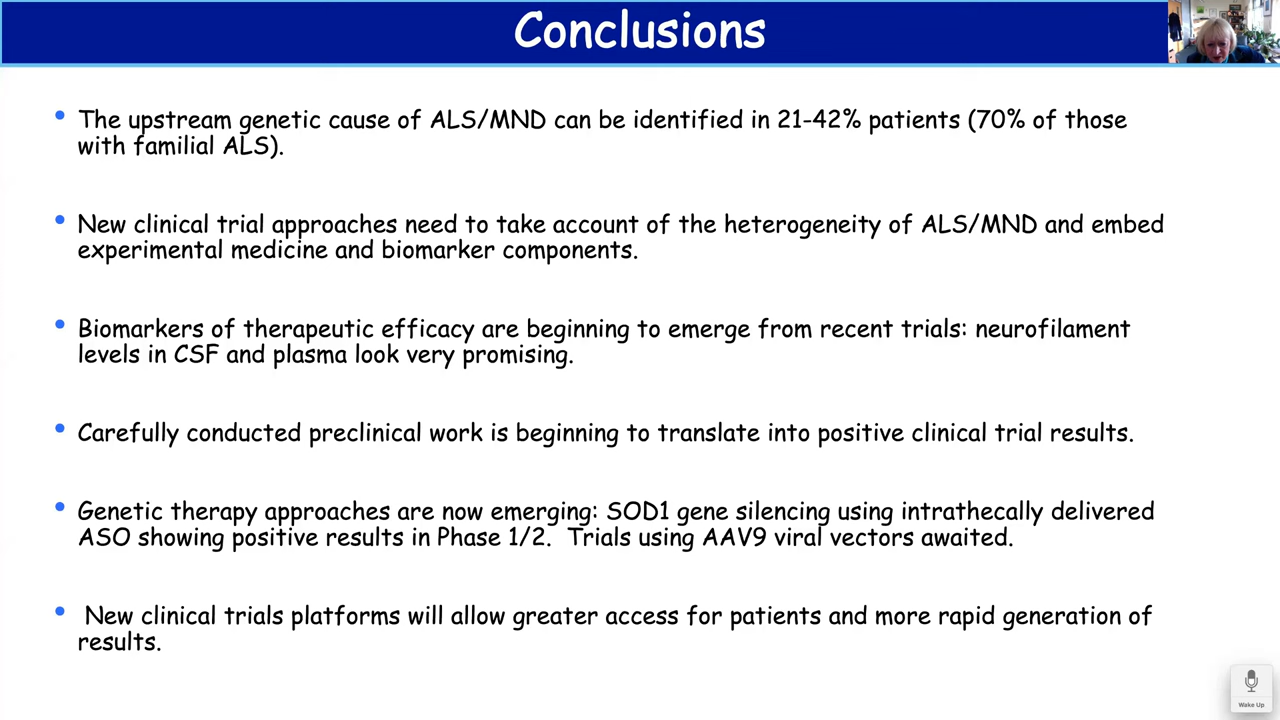 Conclusions
• The upstream genetic cause of ALS/MND can be identified in 21-42% patients (70% of those
with familial ALS).
• New clinical trial approaches need to take account of the heterogeneity of ALS/MND and embed
experimental medicine and biomarker components.
• Biomarkers of therapeutic efficacy are beginning to emerge from recent trials: neurofilament
levels in CSF and plasma look very promising.
• Carefully conducted preclinical work is beginning to translate into positive clinical trial results.
• Genetic therapy approaches are now emerging: SOD1 gene silencing using intrathecally delivered
ASO showing positive results in Phase 1/2.  Trials using AAV9 viral vectors awaited.
• New clinical trials platforms will allow greater access for patients and more rapid generation of
results.
Wake Up